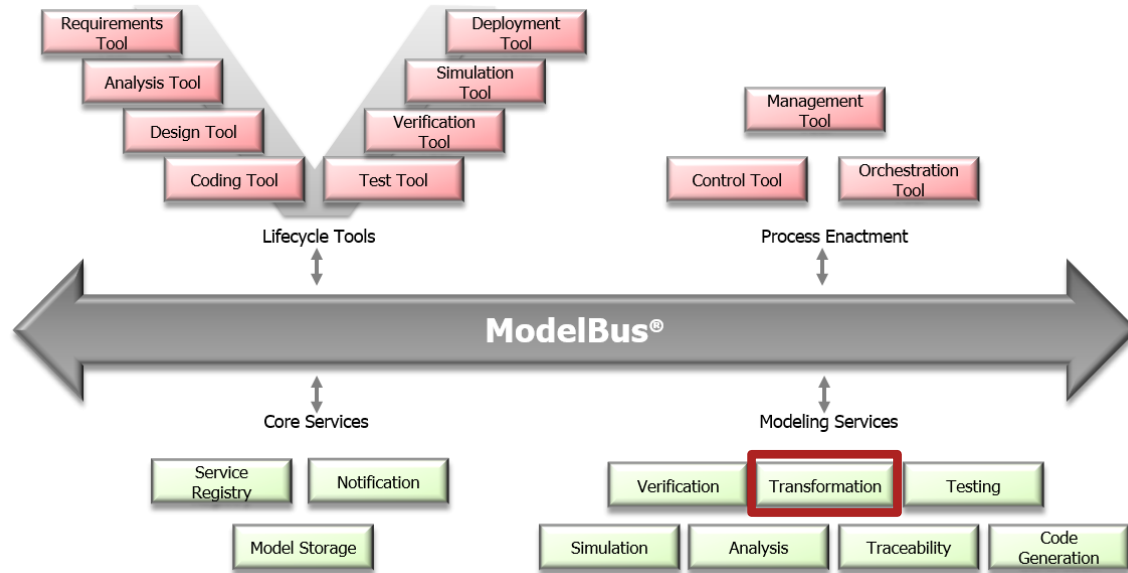 Requirements
Tool
Deployment
Tool
Analysis Tool
Simulation
Tool
Design Tool
Verification
Tool
Coding Tool
Test Tool
Lifecycle Tools
Management
Tool
Control Tool
Orchestration
Tool
Process Enactment
ModelBus®
Core Services
Service
Registry
Notification
Model Storage
Modeling Services
Verification
Transformation
Testing
Simulation
Analysis
Traceability
Code
Generation